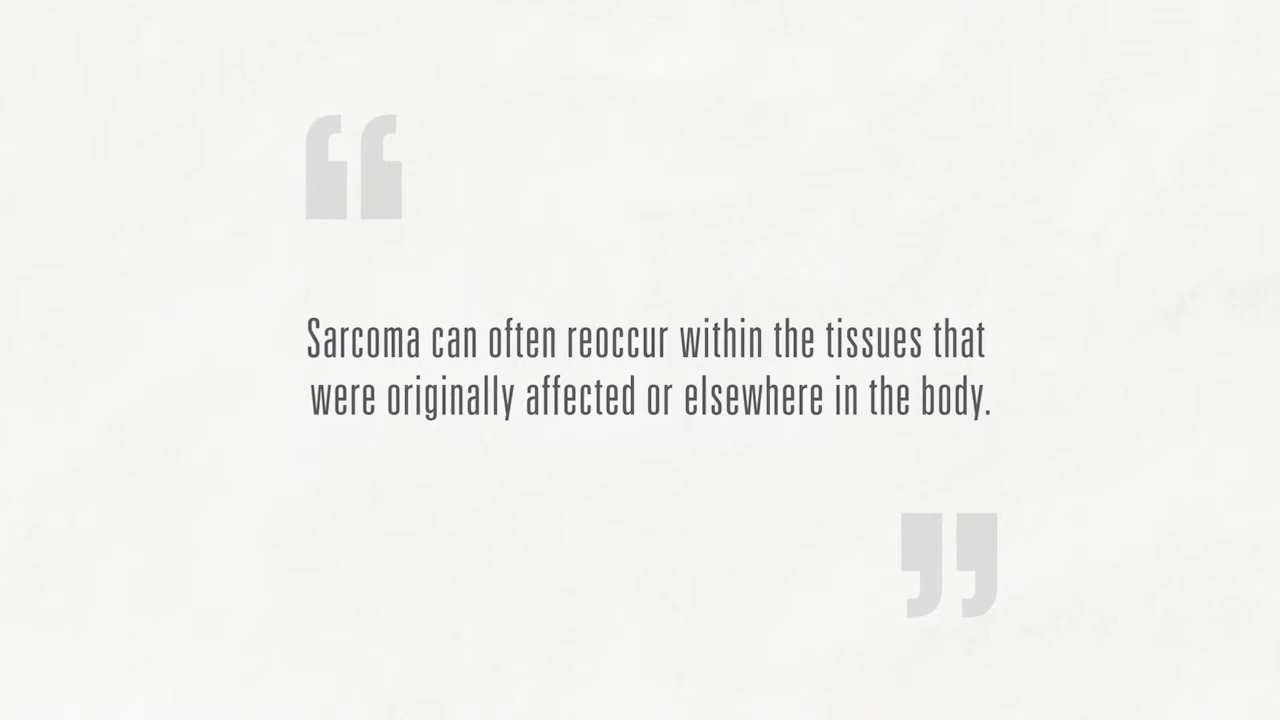 “
Sarcoma can often reoccur within the tissues that
were originally affected or elsewhere in the body.
”